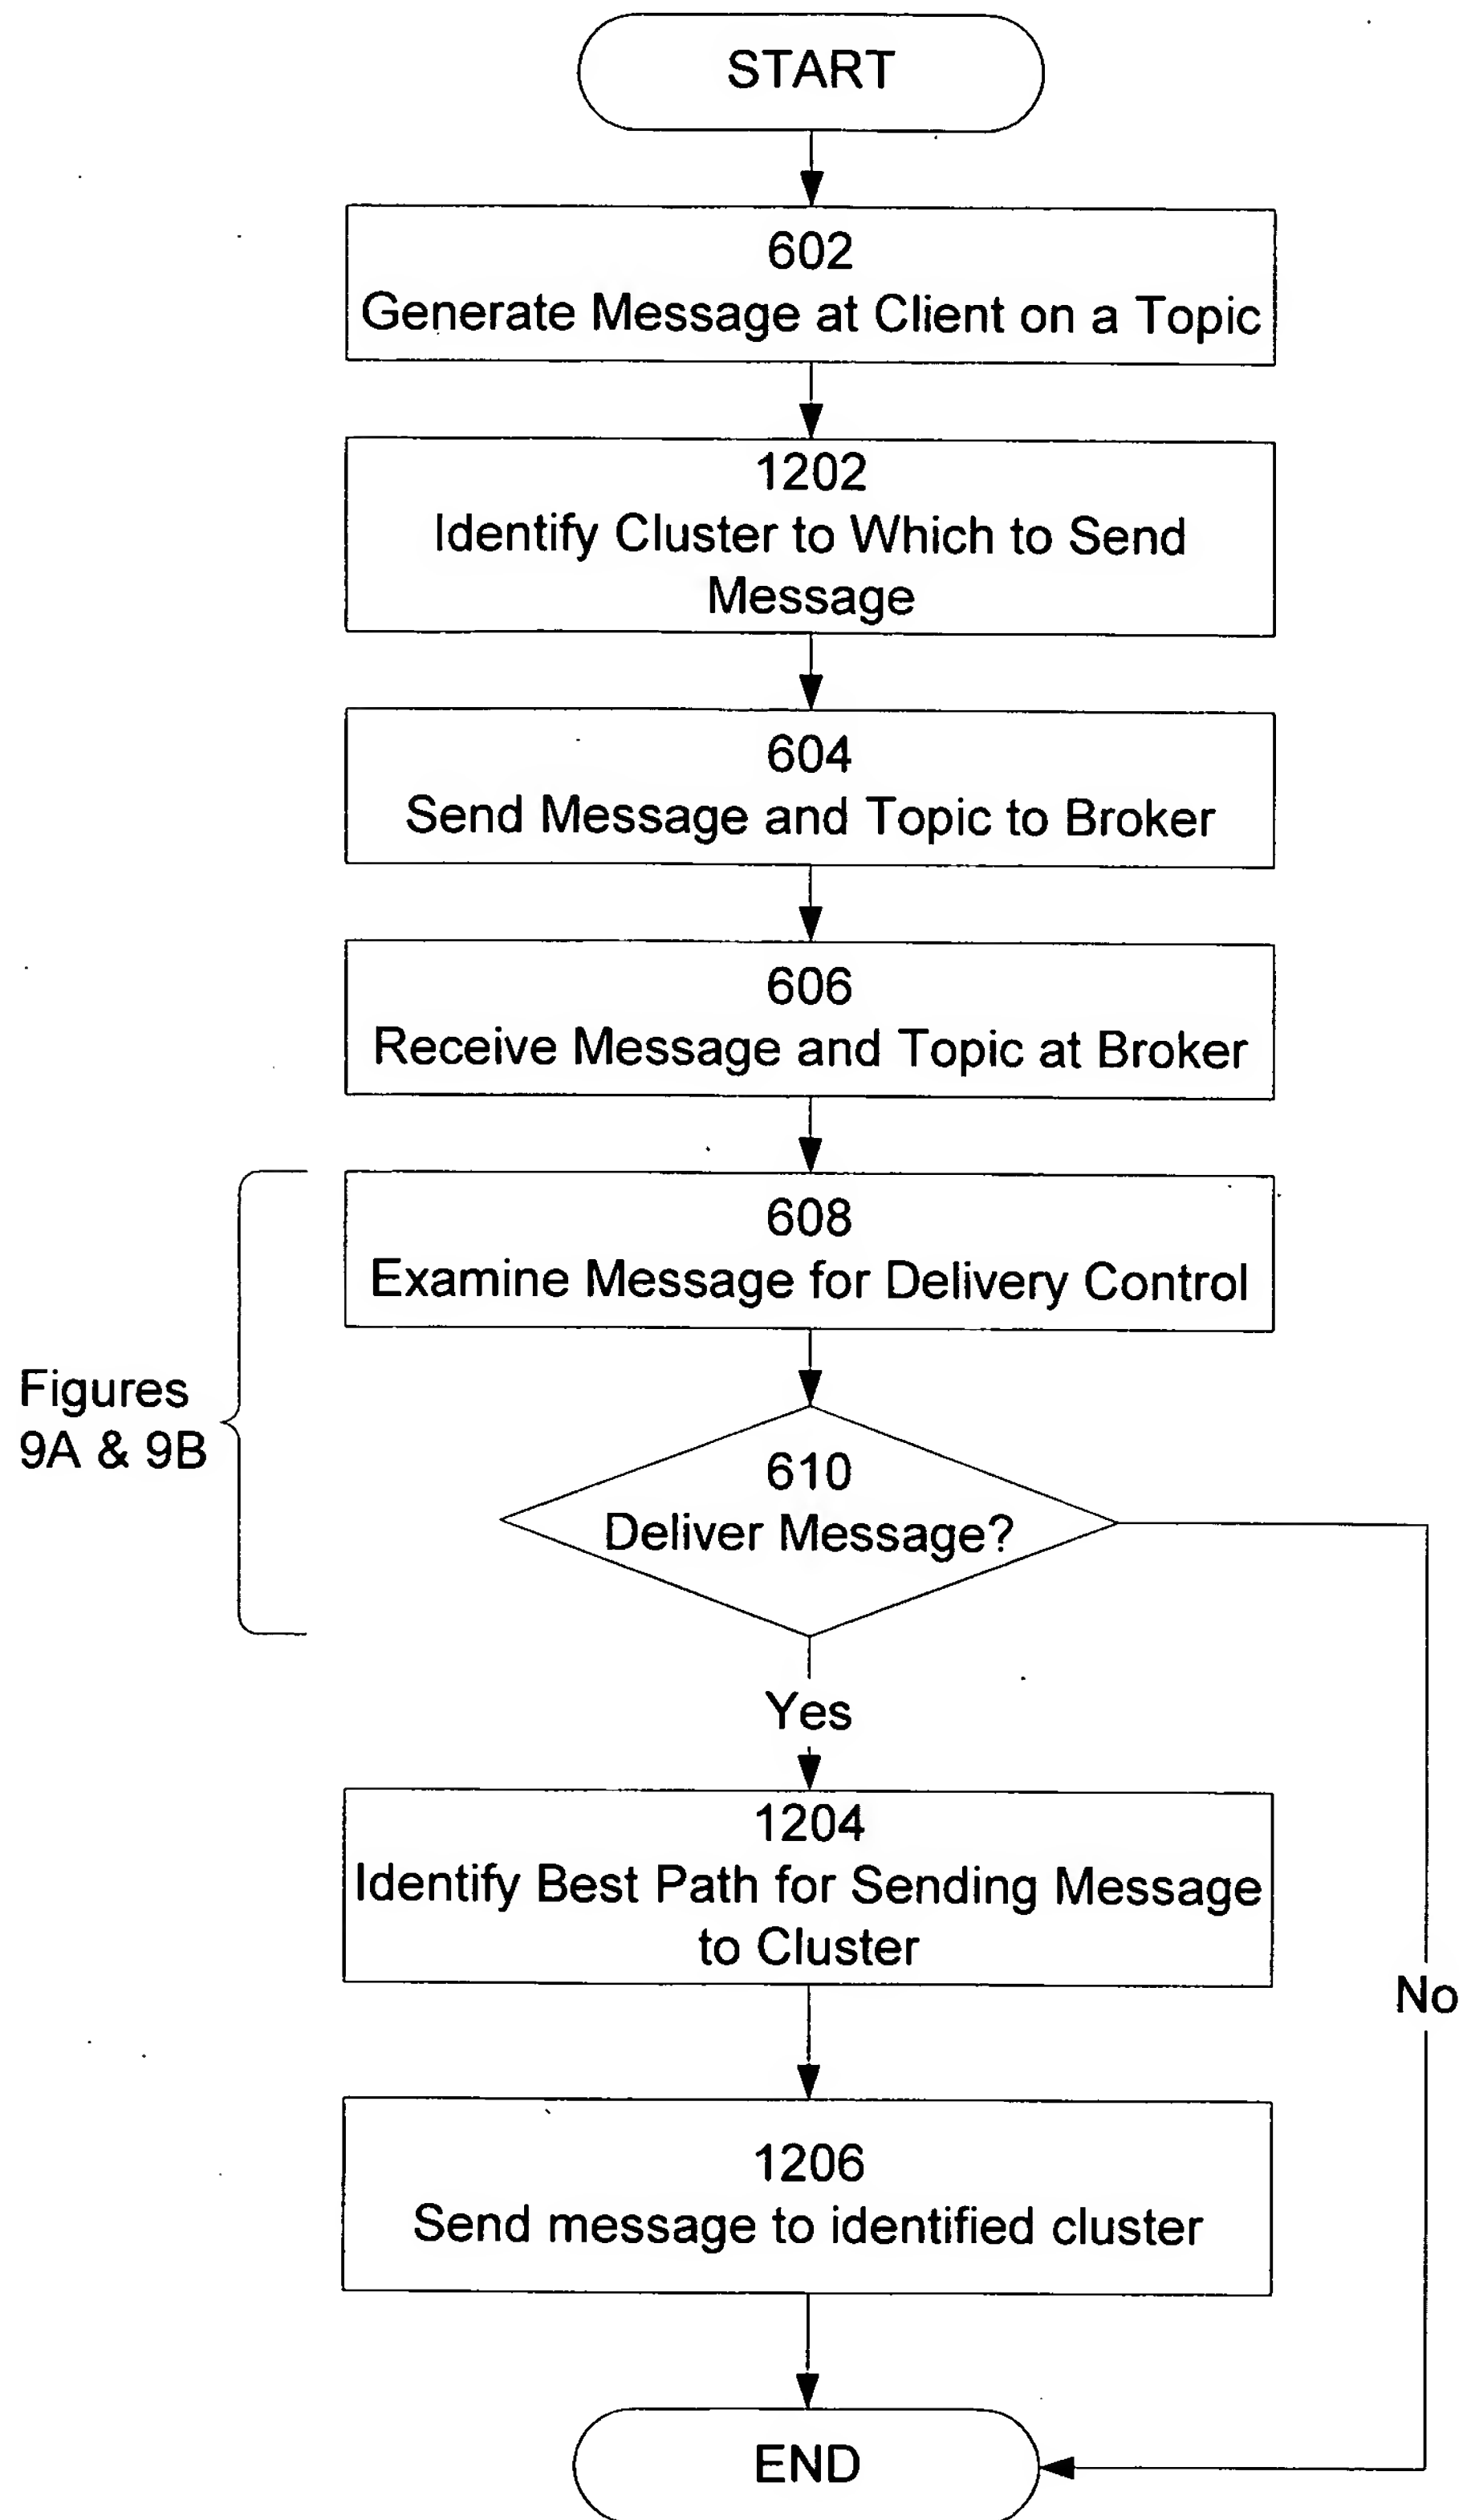 START
602
Generate Message at Client on a Topic
1202
Identify Cluster to Which to Send
Message
604
Send Message and Topic to Broker
606
Receive Message and Topic at Broker
608
Examine Message for Delivery Control
Figures
9A & 9B
610
Deliver Message?
Yes
1204
Identify Best Path for Sending Message
to Cluster
No
1206
Send message to identified cluster
END